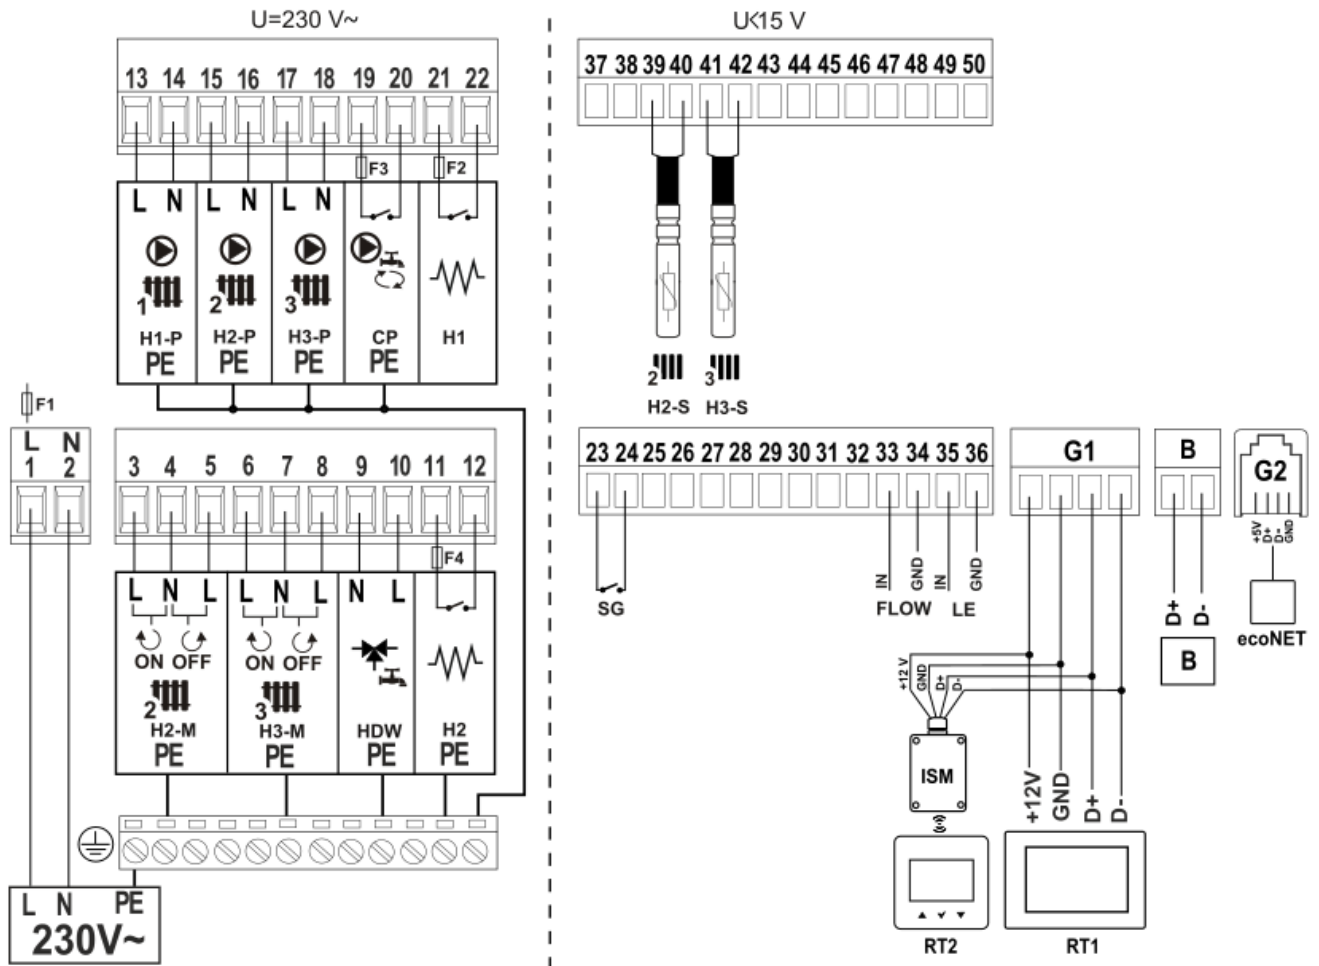 U=230 V~
U<15 V
13 14 15 16 17 18 19 20 21 22
37 38 39 40 41 42 43 44 45 46 47 48 49 50
F3 F2
L N L N L N
1 2 3
H1-P H2-P H3-P CP H1
PE PE PE PE
2 3
H2-S H3-S
F1
L N
1 2
3 4 5 6 7 8 9 10 11 12
23 24 25 26 27 28 29 30 31 32 33 34 35 36
G1
B
G2
+5V
D+
D-
GND
F4
L N L L N L N L
ON OFF ON OFF
2 3
H2-M H3-M HDW H2
PE PE PE PE
SG
IN
GND
IN
GND
FLOW LE
D+
D-
B
ecoNET
+12 V
GND
D+
D-
ISM
+12V
GND
D+
D-
RT2 RT1
L N PE
230V~